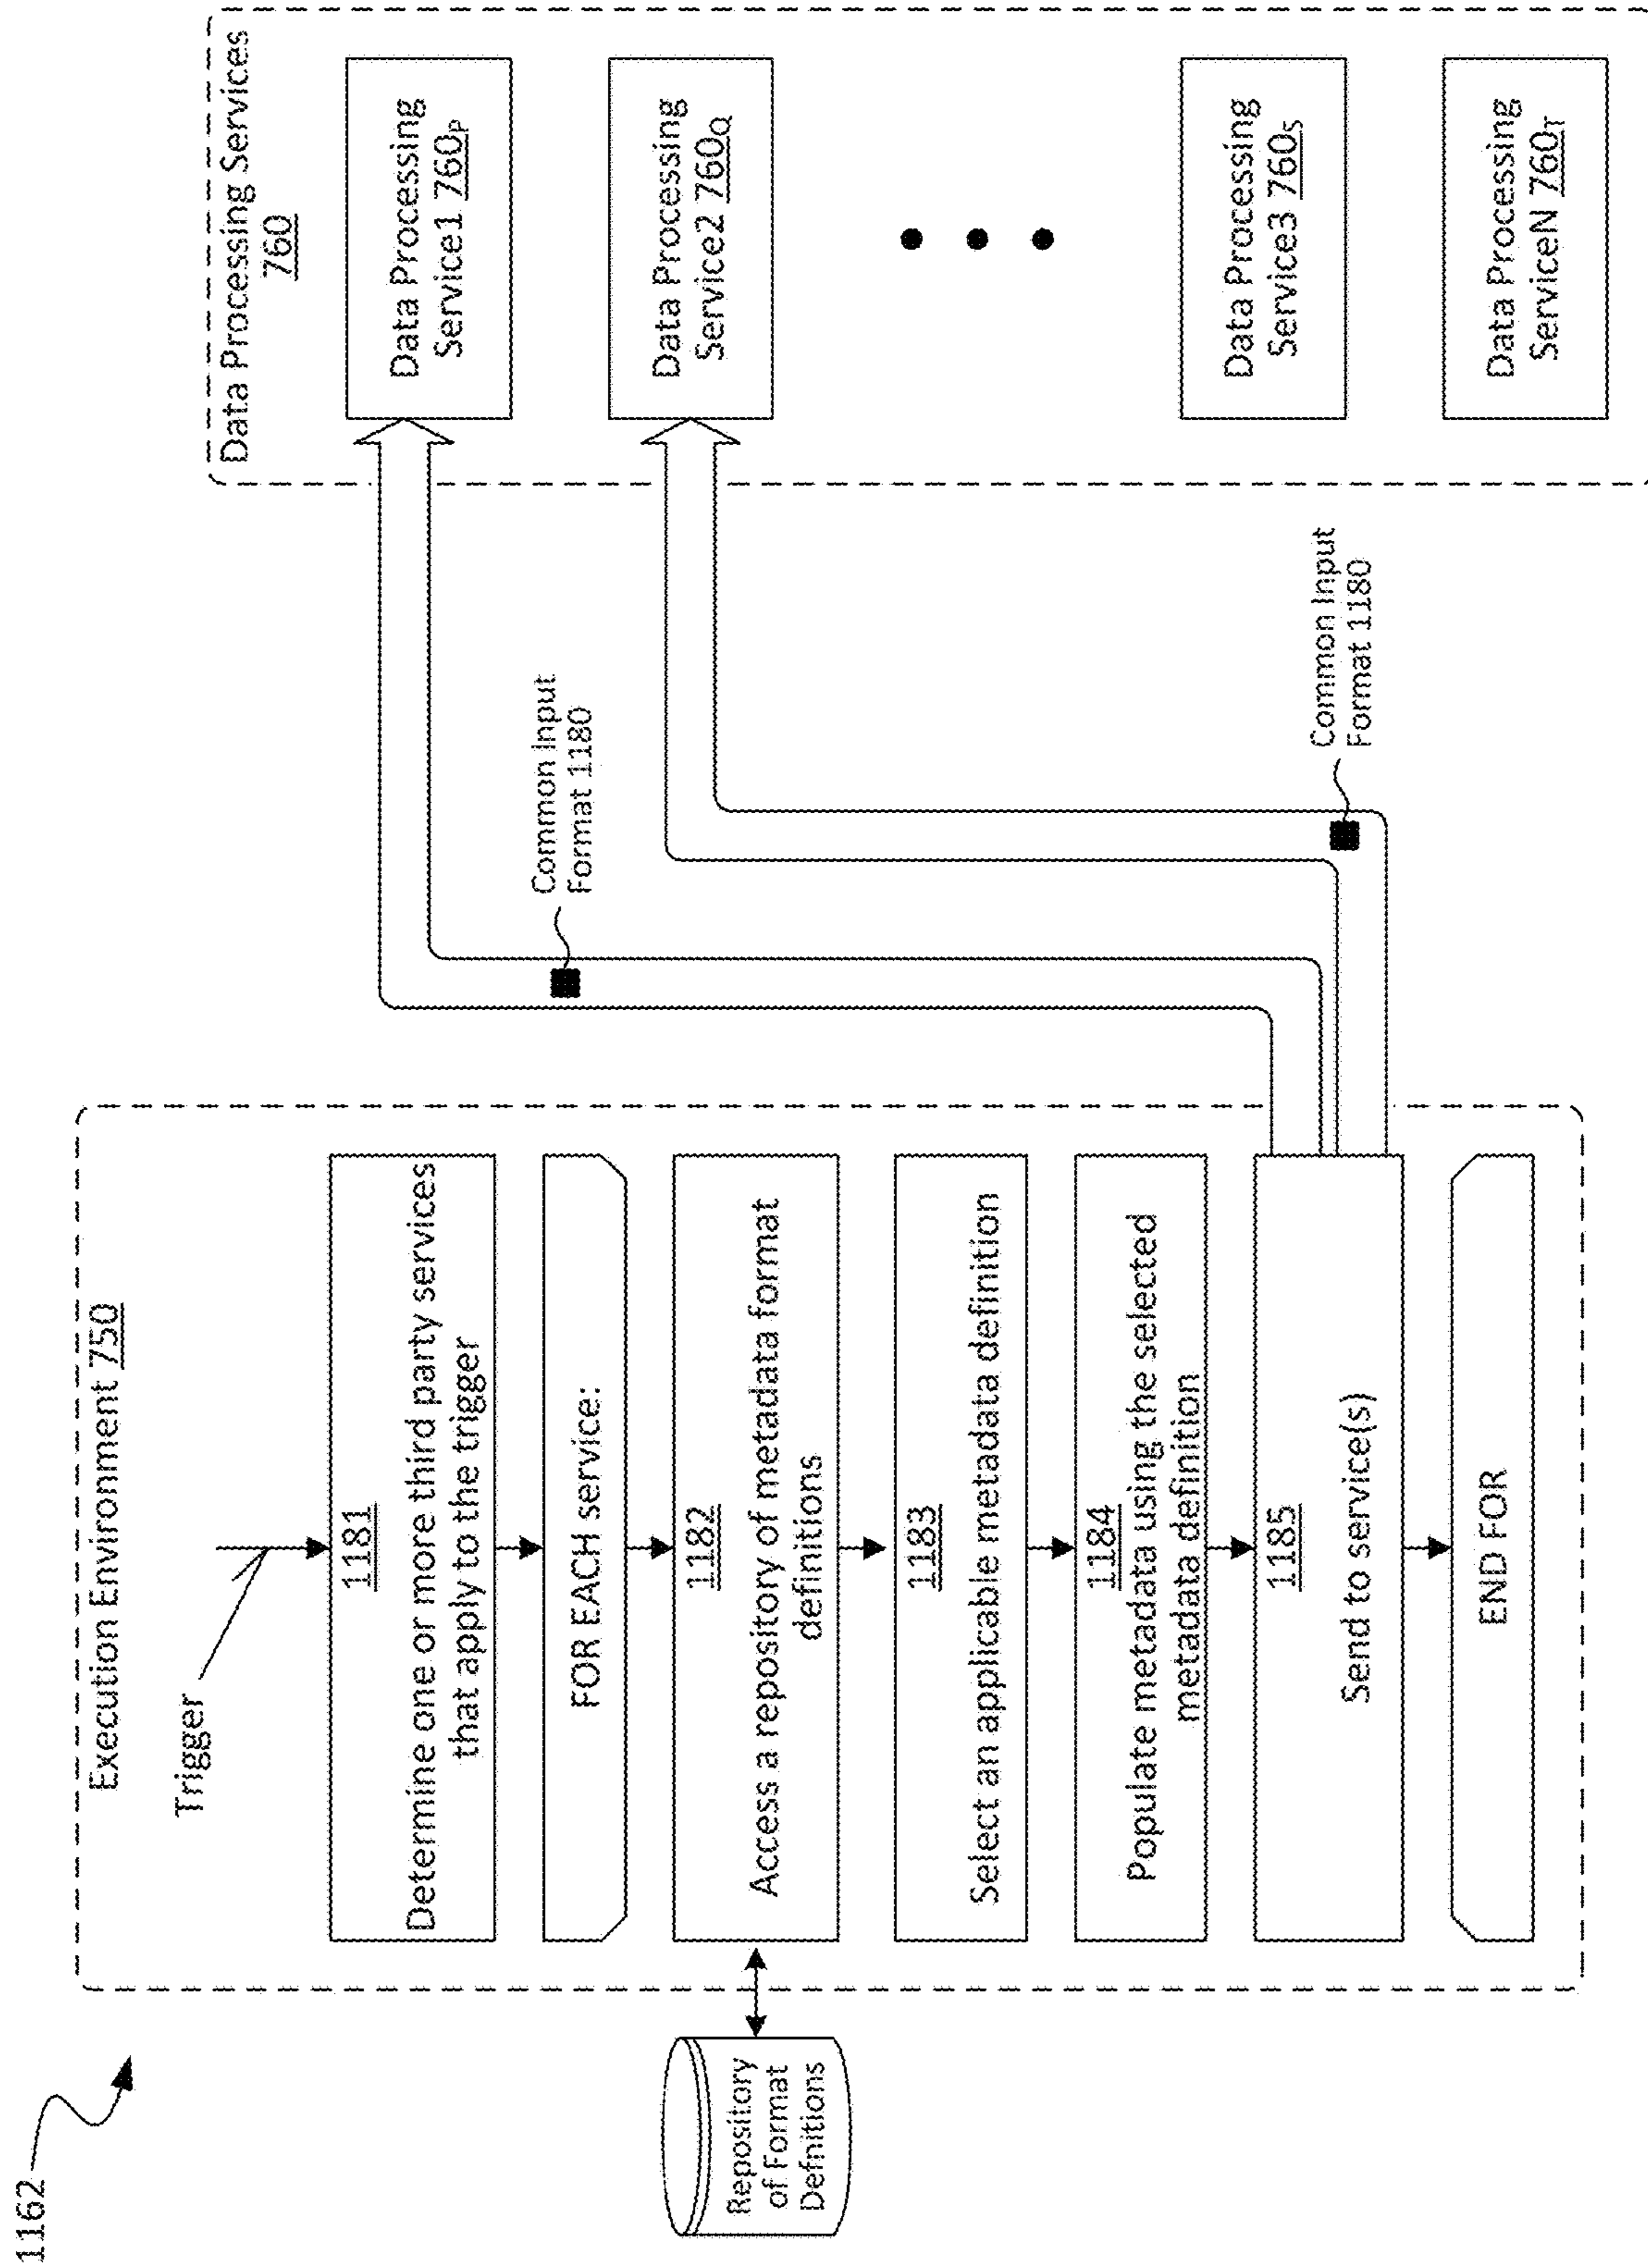 1162
Execution Environment 750
Trigger
1181
Determine one or more third party services
that apply to the trigger
FOR EACH service:
1182
Access a repository of metadata format
definitions
Repository
of Format
Defnitions
1183
Select an applicable metadata definition
1184
Populate metadata using the selected
metadata definition
1185
Send to service(s)
END FOR
Common Input
Format 1180
Common Input
Format 1180
Data Processing Services
760
Data Processing
Service1 760P
Data Processing
Service2 760Q
Data Processing
Service3 760S
Data Processing
ServiceN 760T